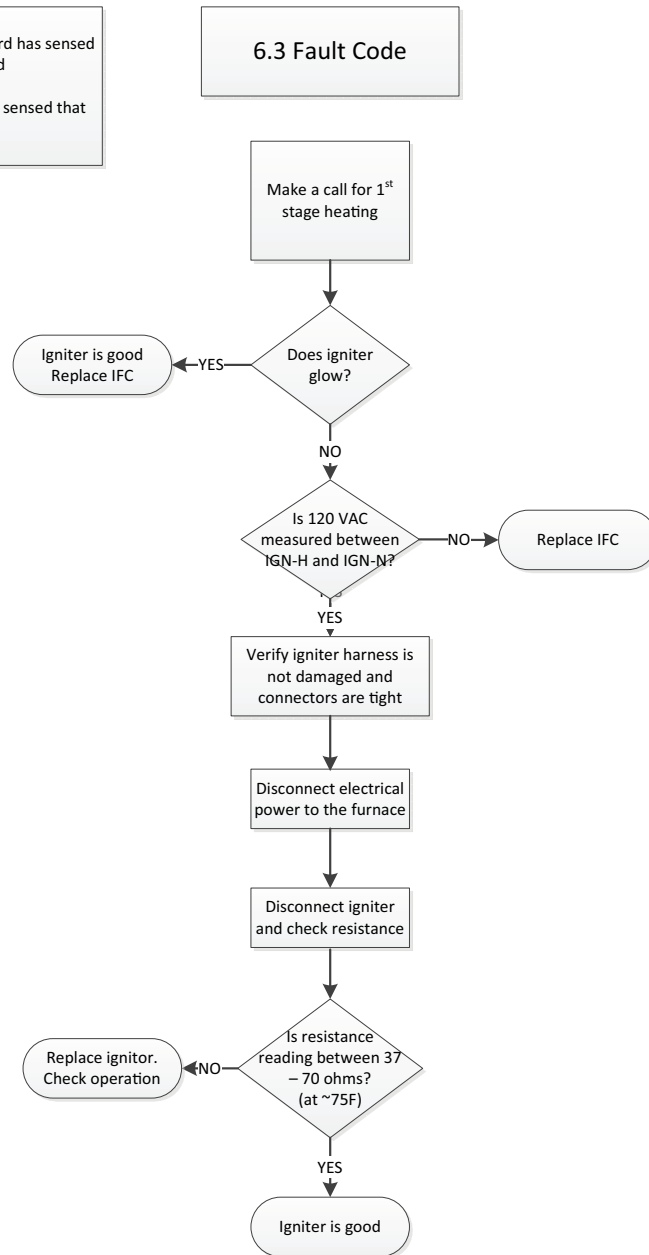 rd has sensed
d
sensed that
6.3 Fault Code
Make a call for 1st
stage heating
Does igniter
glow?
YES
Igniter is good
Replace IFC
NO
Is 120 VAC
measured between
IGN-H and IGN-N?
NO
Replace IFC
YES
Verify igniter harness is
not damaged and
connectors are tight
Disconnect electrical
power to the furnace
Disconnect igniter
and check resistance
Is resistance
reading between 37
– 70 ohms?
(at ~75F)
NO
Replace ignitor.
Check operation
YES
Igniter is good